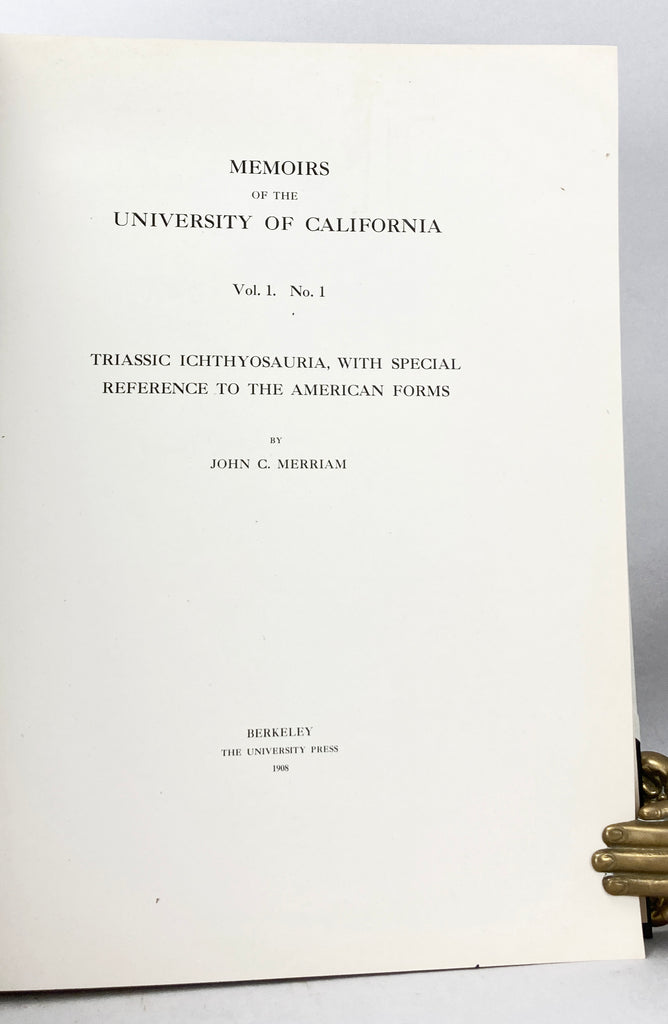 MEMOIRS
OF THE
UNIVERSITY OF CALIFORNIA
Vol. 1. No. 1
TRIASSIC ICHTHYOSAURIA, WITH SPECIAL
REFERENCE TO THE AMERICAN FORMS
BY
JOHN C. MERRIAM
BERKELEY
THE UNIVERSITY PRESS
1908